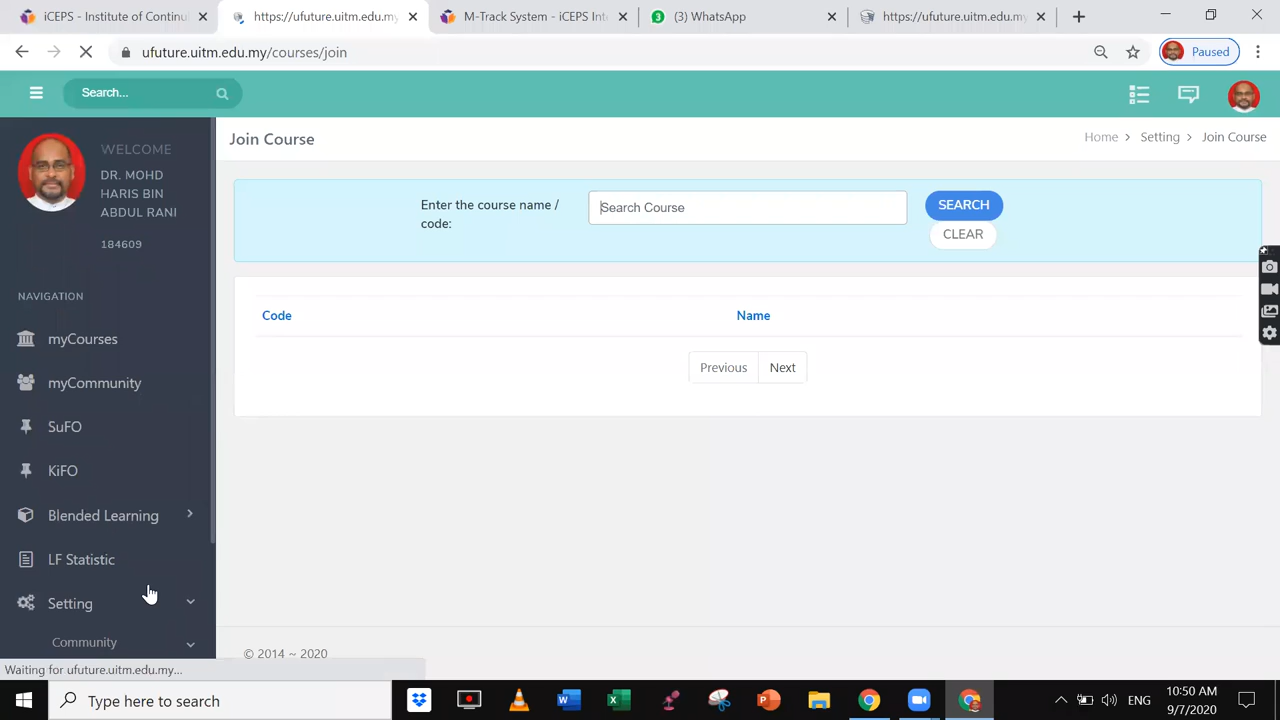 iCEPS - Institute of Continu
https://ufuture.uitm.edu.my/
M-Track System - iCEPS Int
3
(3) WhatsApp
https://ufuture.uitm.edu.my
ufuture.uitm.edu.my/courses/join
Paused
Search...
WELCOME
DR. MOHD
HARIS BIN
ABDUL RANI
184609
NAVIGATION
myCourses
myCommunity
SuFO
KiFO
Blended Learning
LF Statistic
Setting
Community
Waiting for ufuture.uitm.edu.my...
Join Course
Home > Setting > Join Course
Enter the course name /
code:
Search Course
SEARCH
CLEAR
Code
Name
Previous
Next
© 2014 ~ 2020
Type here to search
ENG
10:50 AM
9/7/2020